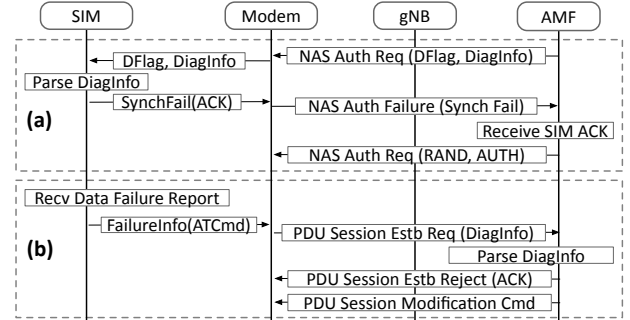 SIM Modem gNB AMF
NAS Auth Req (DFlag, DiagInfo)
DFlag, DiagInfo
Parse DiagInfo
SynchFail(ACK)
NAS Auth Failure (Synch Fail)
(a)
Receive SIM ACK
NAS Auth Req (RAND, AUTH)
Recv Data Failure Report
FailureInfo(ATCmd)
PDU Session Estb Req (DiagInfo)
(b)
Parse DiagInfo
PDU Session Estb Reject (ACK)
PDU Session Modification Cmd